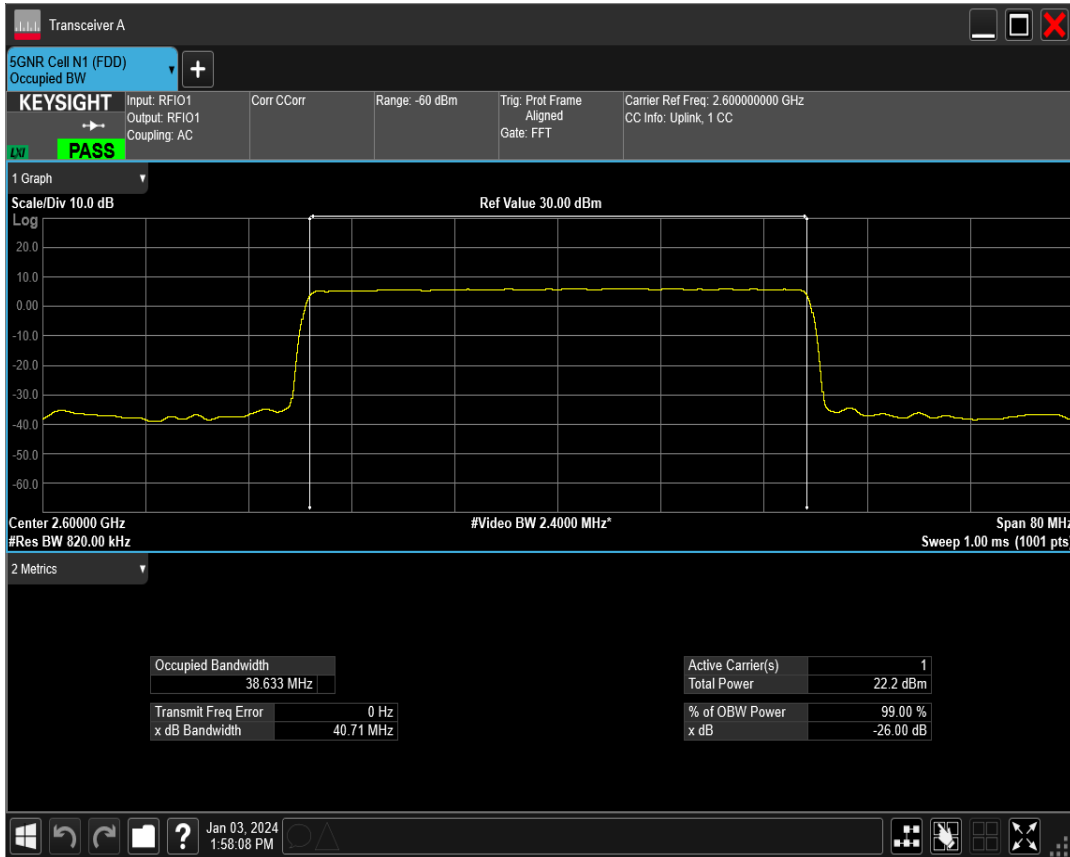 Transceiver A
5GNR Cell N1 (FDD)
Occupied BW
+
KEYSIGHT
LXI
PASS
Input: RFIO1
Output: RFIO1
Coupling: AC
Corr CCorr
Range: -60 dBm
Trig: Prot Frame
Aligned
Gate: FFT
Carrier Ref Freq: 2.600000000 GHz
CC Info: Uplink, 1 CC
1 Graph
Scale/Div 10.0 dB
Ref Value 30.00 dBm
Log
20.0
10.0
0.00
-10.0
-20.0
-30.0
-40.0
-50.0
-60.0
Center 2.60000 GHz
#Video BW 2.4000 MHz*
Span 80 MHz
#Res BW 820.00 kHz
Sweep 1.00 ms (1001 pts)
2 Metrics
Occupied Bandwidth
38.633 MHz
Transmit Freq Error 0 Hz
x dB Bandwidth 40.71 MHz
Active Carrier(s) 1
Total Power 22.2 dBm
% of OBW Power 99.00 %
x dB -26.00 dB
?
Jan 03, 2024
1:58:08 PM